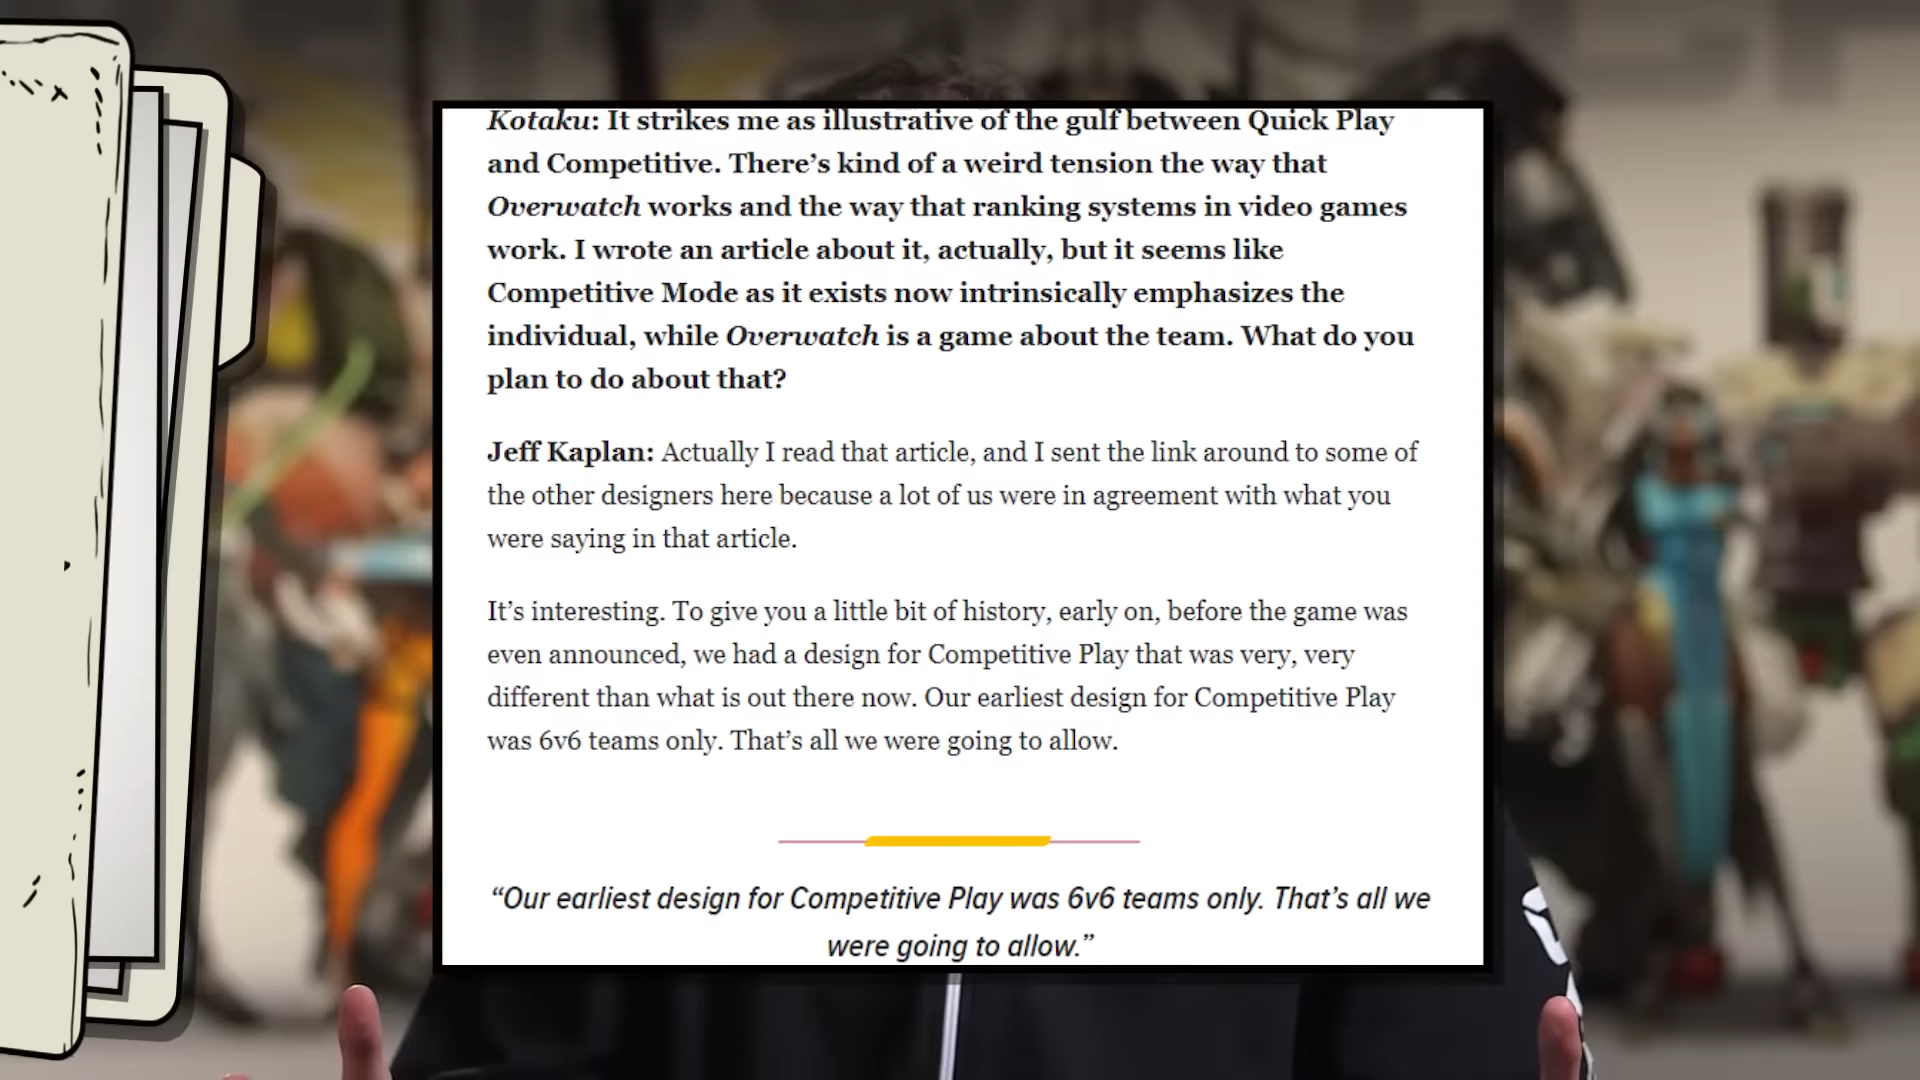 Kotaku: It strikes me as illustrative of the gulf between Quick Play
and Competitive. There’s kind of a weird tension the way that
Overwatch works and the way that ranking systems in video games
work. I wrote an article about it, actually, but it seems like
Competitive Mode as it exists now intrinsically emphasizes the
individual, while Overwatch is a game about the team. What do you
plan to do about that?
Jeff Kaplan: Actually I read that article, and I sent the link around to some of
the other designers here because a lot of us were in agreement with what you
were saying in that article.
It’s interesting. To give you a little bit of history, early on, before the game was
even announced, we had a design for Competitive Play that was very, very
different than what is out there now. Our earliest design for Competitive Play
was 6v6 teams only. That’s all we were going to allow.
“Our earliest design for Competitive Play was 6v6 teams only. That’s all we
were going to allow.”